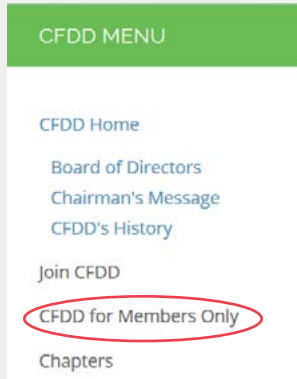 CFDD MENU
CFDD Home
Board of Directors
Chairman's Message
CFDD's History
Join CFDD
CFDD for Members Only
Chapters